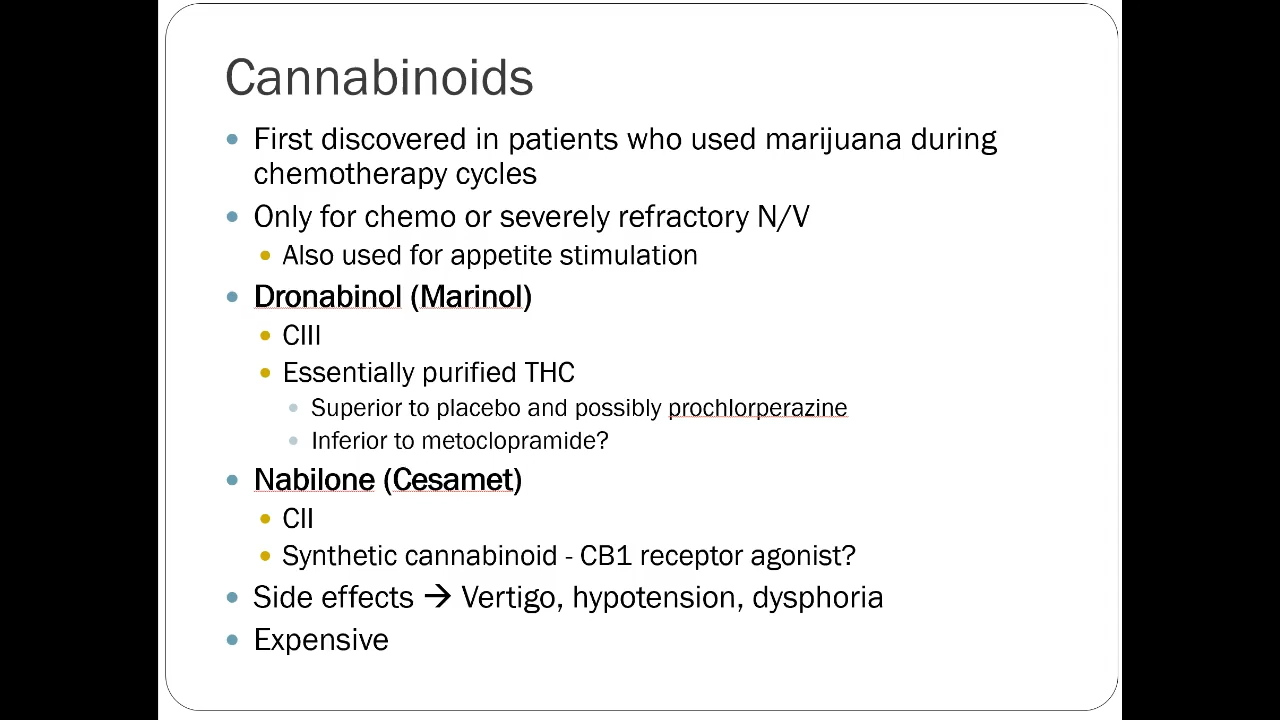 Cannabinoids
• First discovered in patients who used marijuana during
chemotherapy cycles
• Only for chemo or severely refractory N/V
• Also used for appetite stimulation
• Dronabinol (Marinol)
• CIII
• Essentially purified THC
• Superior to placebo and possibly prochlorperazine
• Inferior to metoclopramide?
• Nabilone (Cesamet)
• CII
• Synthetic cannabinoid - CB1 receptor agonist?
• Side effects → Vertigo, hypotension, dysphoria
• Expensive